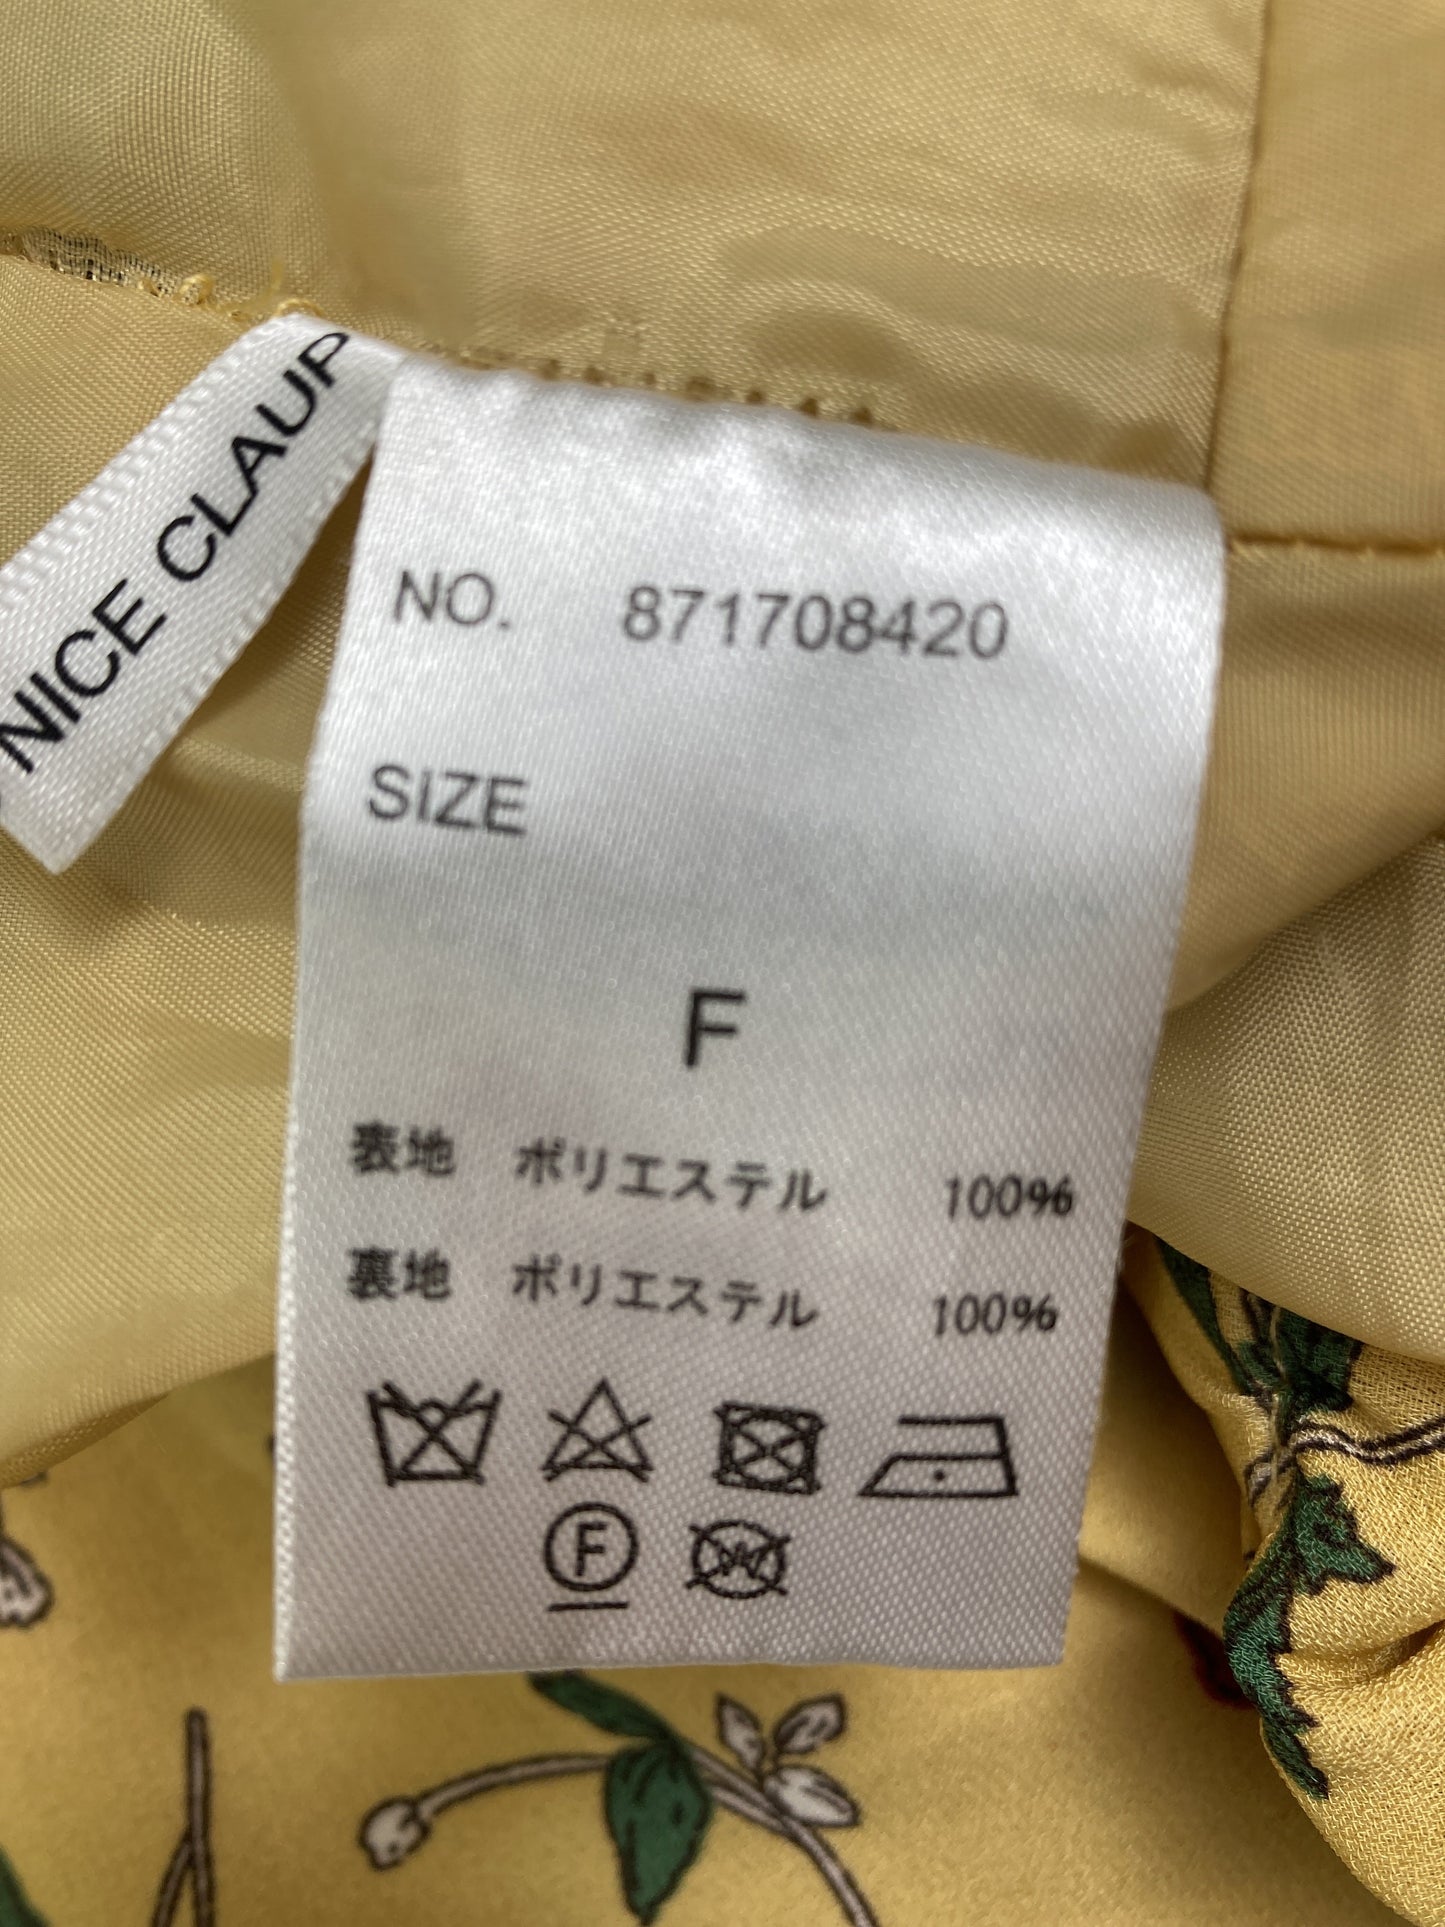 NICE CLAUP
NO. 871708420
SIZE
F
表地 ポリエステル 100%
裏地 ポリエステル 100%
F
W